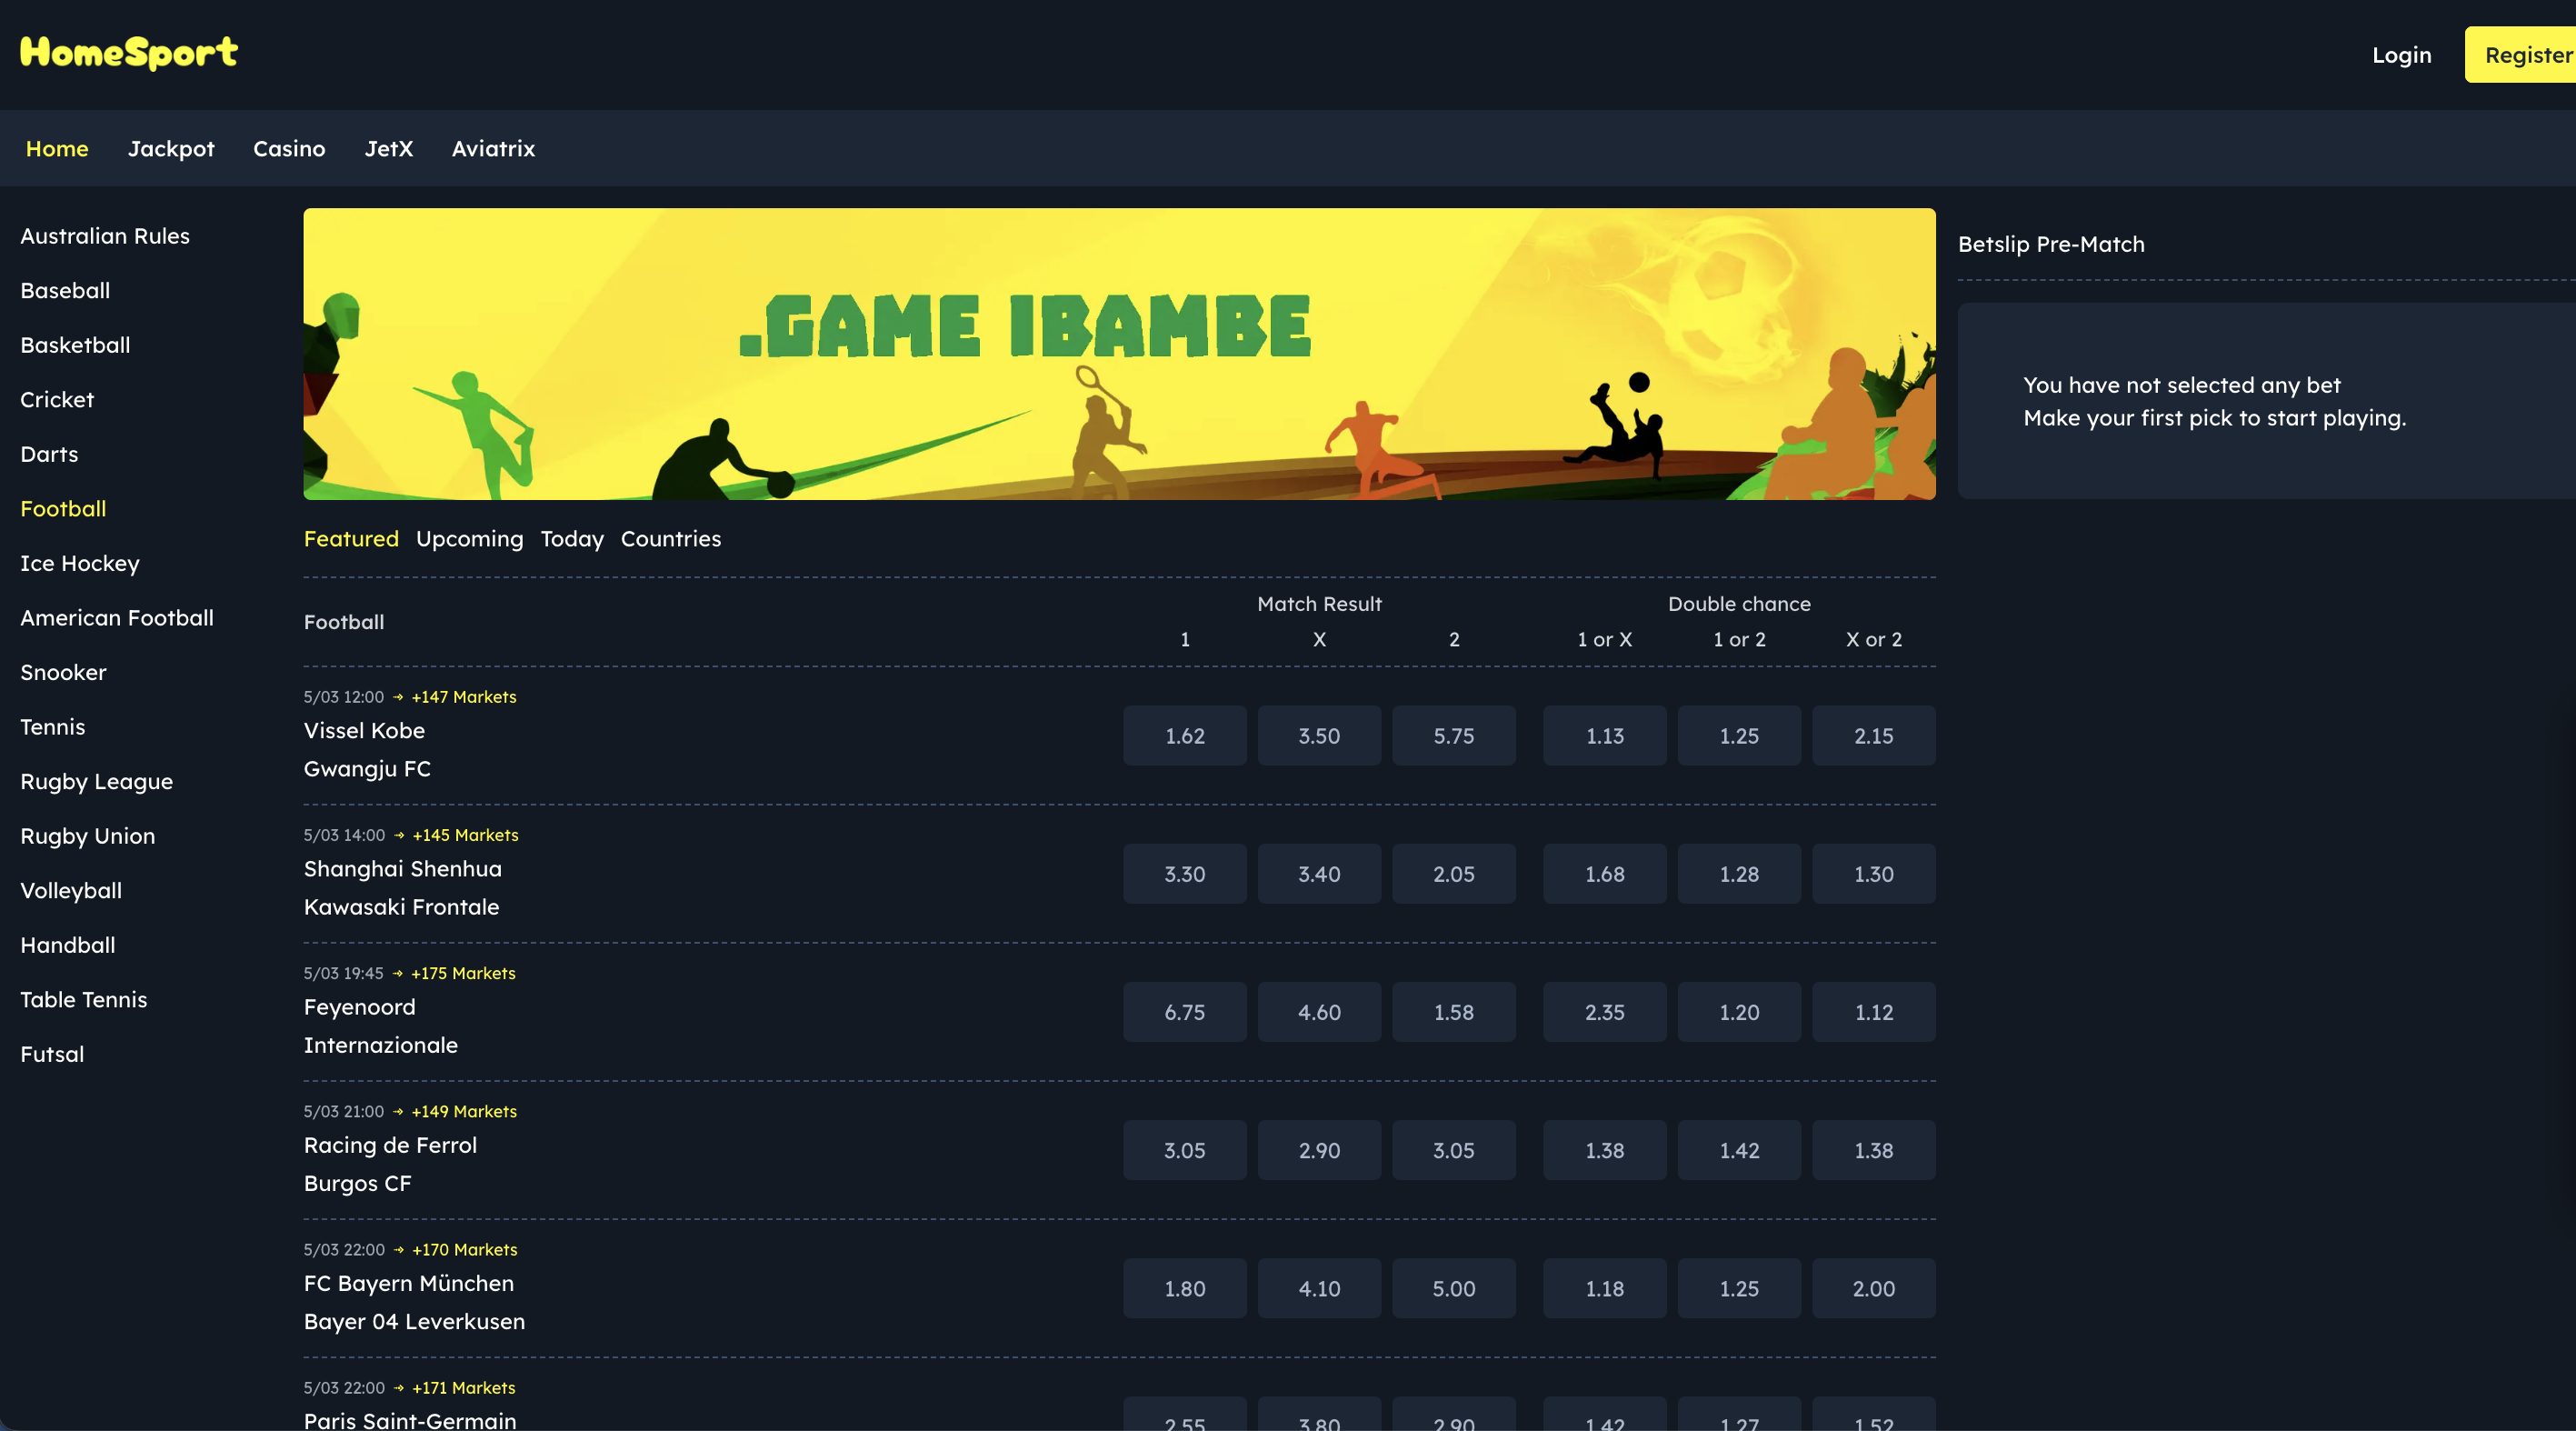 HomeSport
Login
Register
Home Jackpot Casino JetX Aviatrix
Australian Rules
Baseball
Basketball
Cricket
Darts
Football
Ice Hockey
American Football
Snooker
Tennis
Rugby League
Rugby Union
Volleyball
Handball
Table Tennis
Futsal
.GAME IBAMBE
Featured Upcoming Today Countries
Match Result Double chance
Football
1 X 2 1 or X 1 or 2 X or 2
5/03 12:00 → +147 Markets
Vissel Kobe
Gwangju FC
1.62 3.50 5.75 1.13 1.25 2.15
5/03 14:00 → +145 Markets
Shanghai Shenhua
Kawasaki Frontale
3.30 3.40 2.05 1.68 1.28 1.30
5/03 19:45 → +175 Markets
Feyenoord
Internazionale
6.75 4.60 1.58 2.35 1.20 1.12
5/03 21:00 → +149 Markets
Racing de Ferrol
Burgos CF
3.05 2.90 3.05 1.38 1.42 1.38
5/03 22:00 → +170 Markets
FC Bayern München
Bayer 04 Leverkusen
1.80 4.10 5.00 1.18 1.25 2.00
5/03 22:00 → +171 Markets
Paris Saint-Germain
2.55 3.80 2.90 1.42 1.27 1.52
Betslip Pre-Match
You have not selected any bet
Make your first pick to start playing.